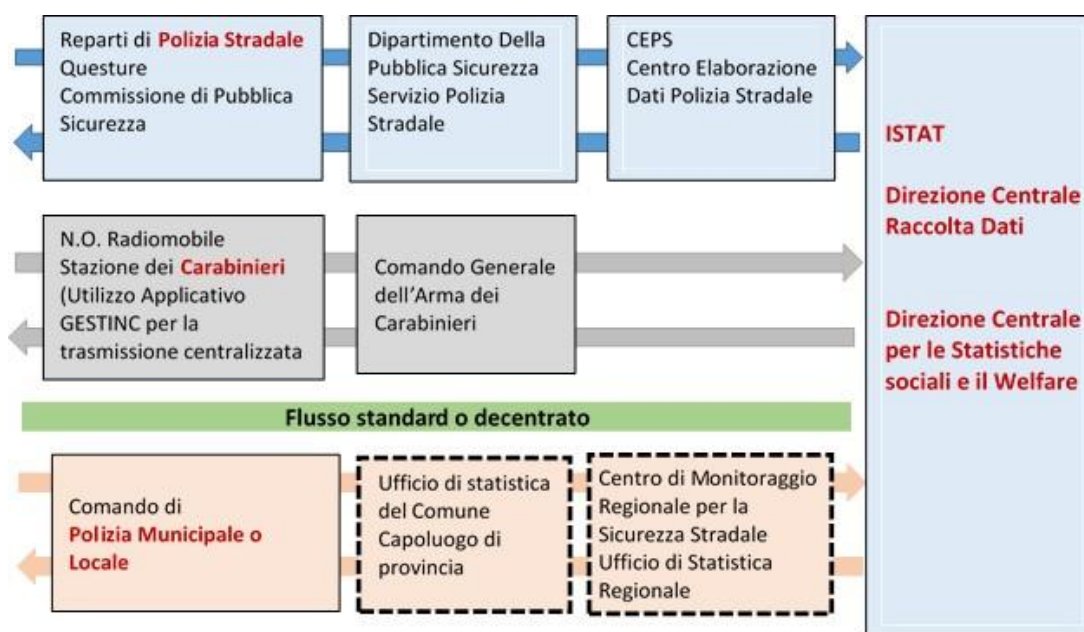 Reparti di Polizia Stradale
Questure
Commissione di Pubblica
Sicurezza
Dipartimento Della
Pubblica Sicurezza
Servizio Polizia
Stradale
CEPS
Centro Elaborazione
Dati Polizia Stradale
N.O. Radiomobile
Stazione dei Carabinieri
(Utilizzo Applicativo
GESTINC per la
trasmissione centralizzata
Comando Generale
dell’Arma dei
Carabinieri
Flusso standard o decentrato
Comando di
Polizia Municipale o
Locale
Ufficio di statistica
del Comune
Capoluogo di
provincia
Centro di Monitoraggio
Regionale per la
Sicurezza Stradale
Ufficio di Statistica
Regionale
ISTAT
Direzione Centrale
Raccolta Dati
Direzione Centrale
per le Statistiche
sociali e il Welfare